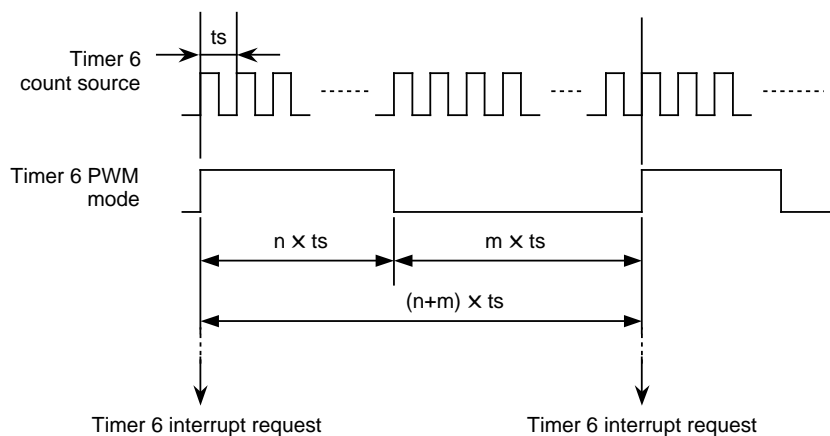 ts
Timer 6
count source
Timer 6 PWM
mode
n × ts
m × ts
(n+m) × ts
Timer 6 interrupt request
Timer 6 interrupt request